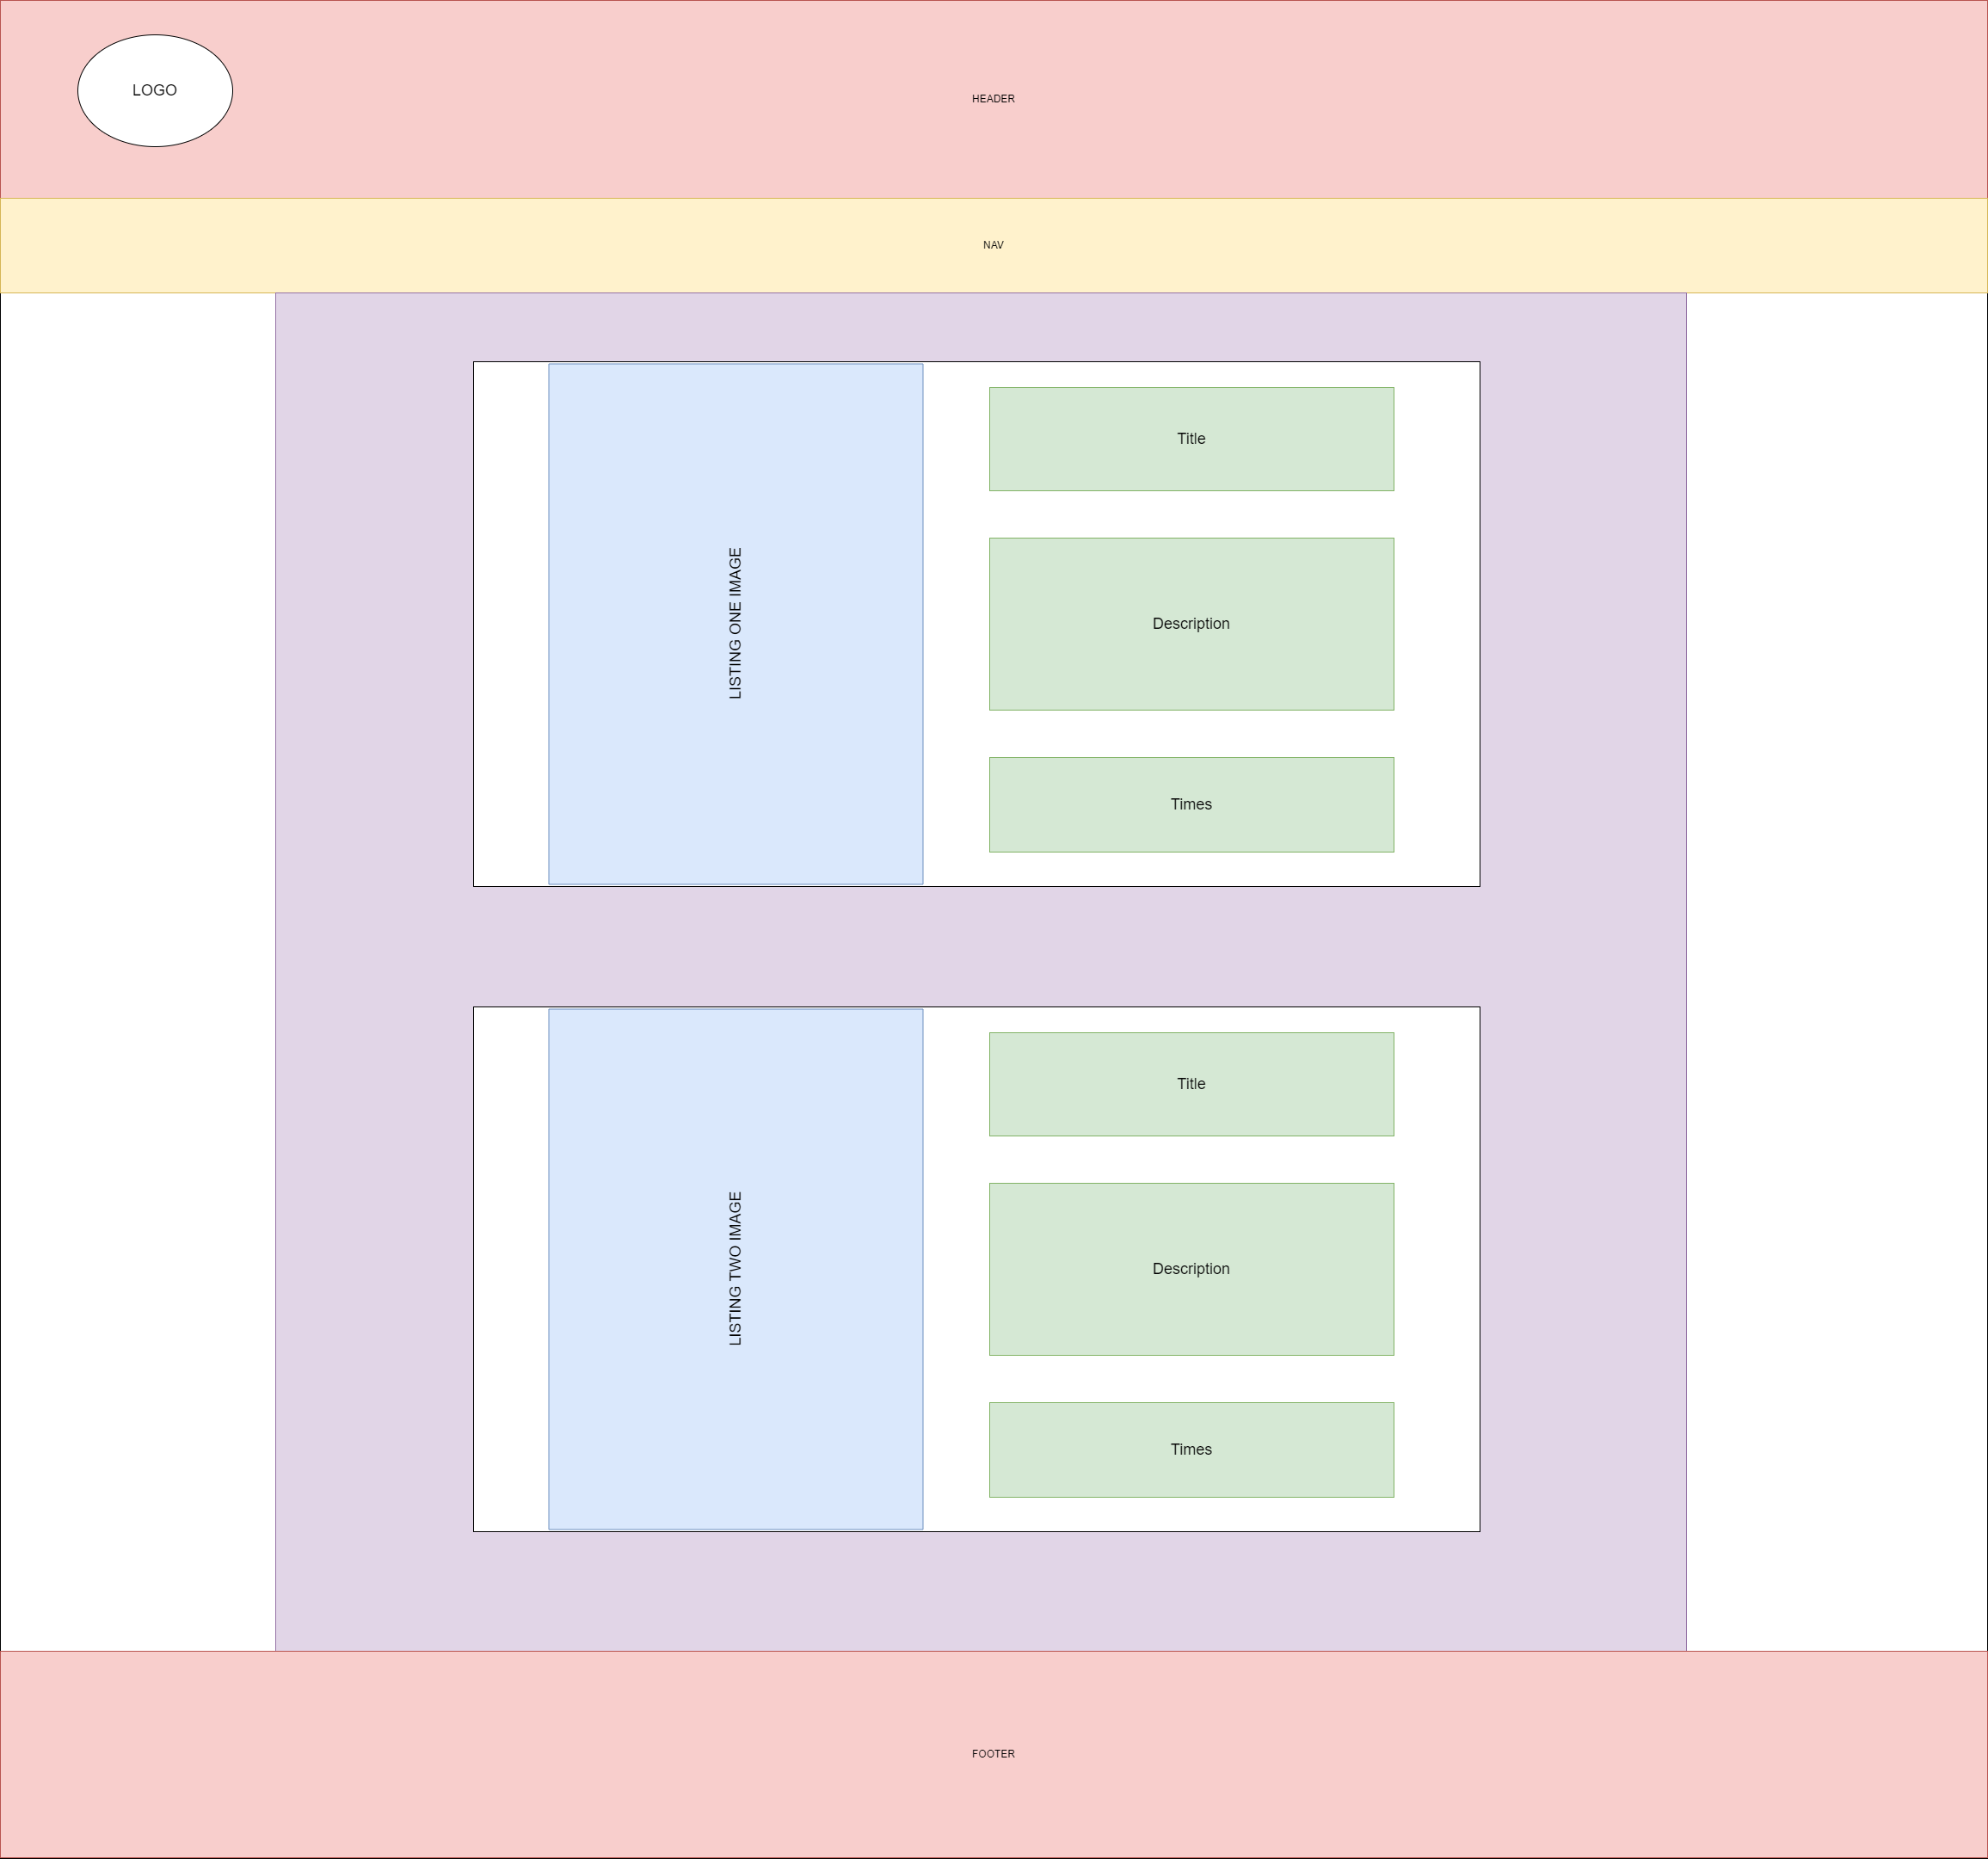 LOGO
HEADER
NAV
LISTING ONE IMAGE
Title
Description
Times
LISTING TWO IMAGE
Title
Description
Times
FOOTER